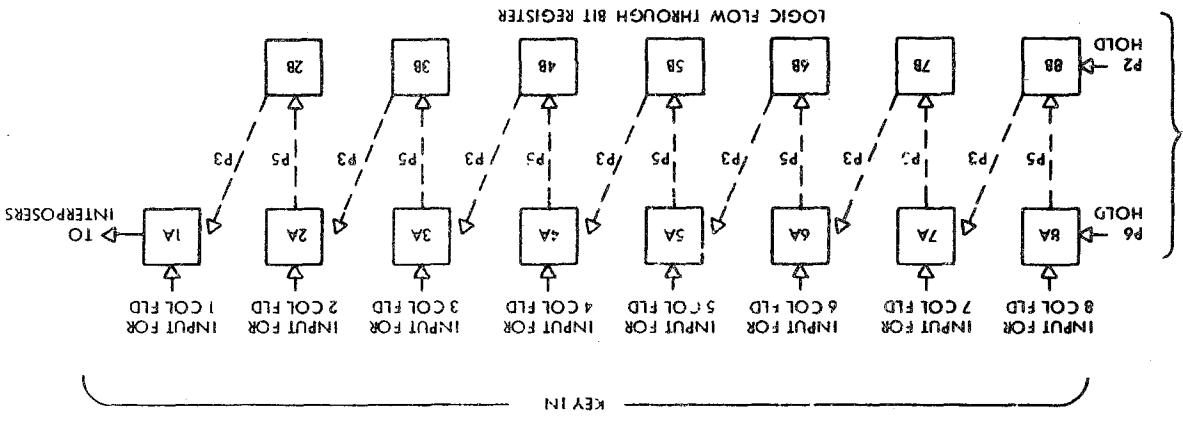 KEY IN
INPUT FOR
8 COL FLD
INPUT FOR
7 COL FLD
INPUT FOR
6 COL FLD
INPUT FOR
5 COL FLD
INPUT FOR
4 COL FLD
INPUT FOR
3 COL FLD
INPUT FOR
2 COL FLD
INPUT FOR
1 COL FLD
P6
HOLD
8A
7A
6A
5A
4A
3A
2A
1A
TO
INTERPOSERS
P5
P3
P3
P5
P3
P5
P3
P5
P3
P5
P3
P5
P3
P2
HOLD
8B
7B
6B
5B
4B
3B
2B
LOGIC FLOW THROUGH BIT REGISTER